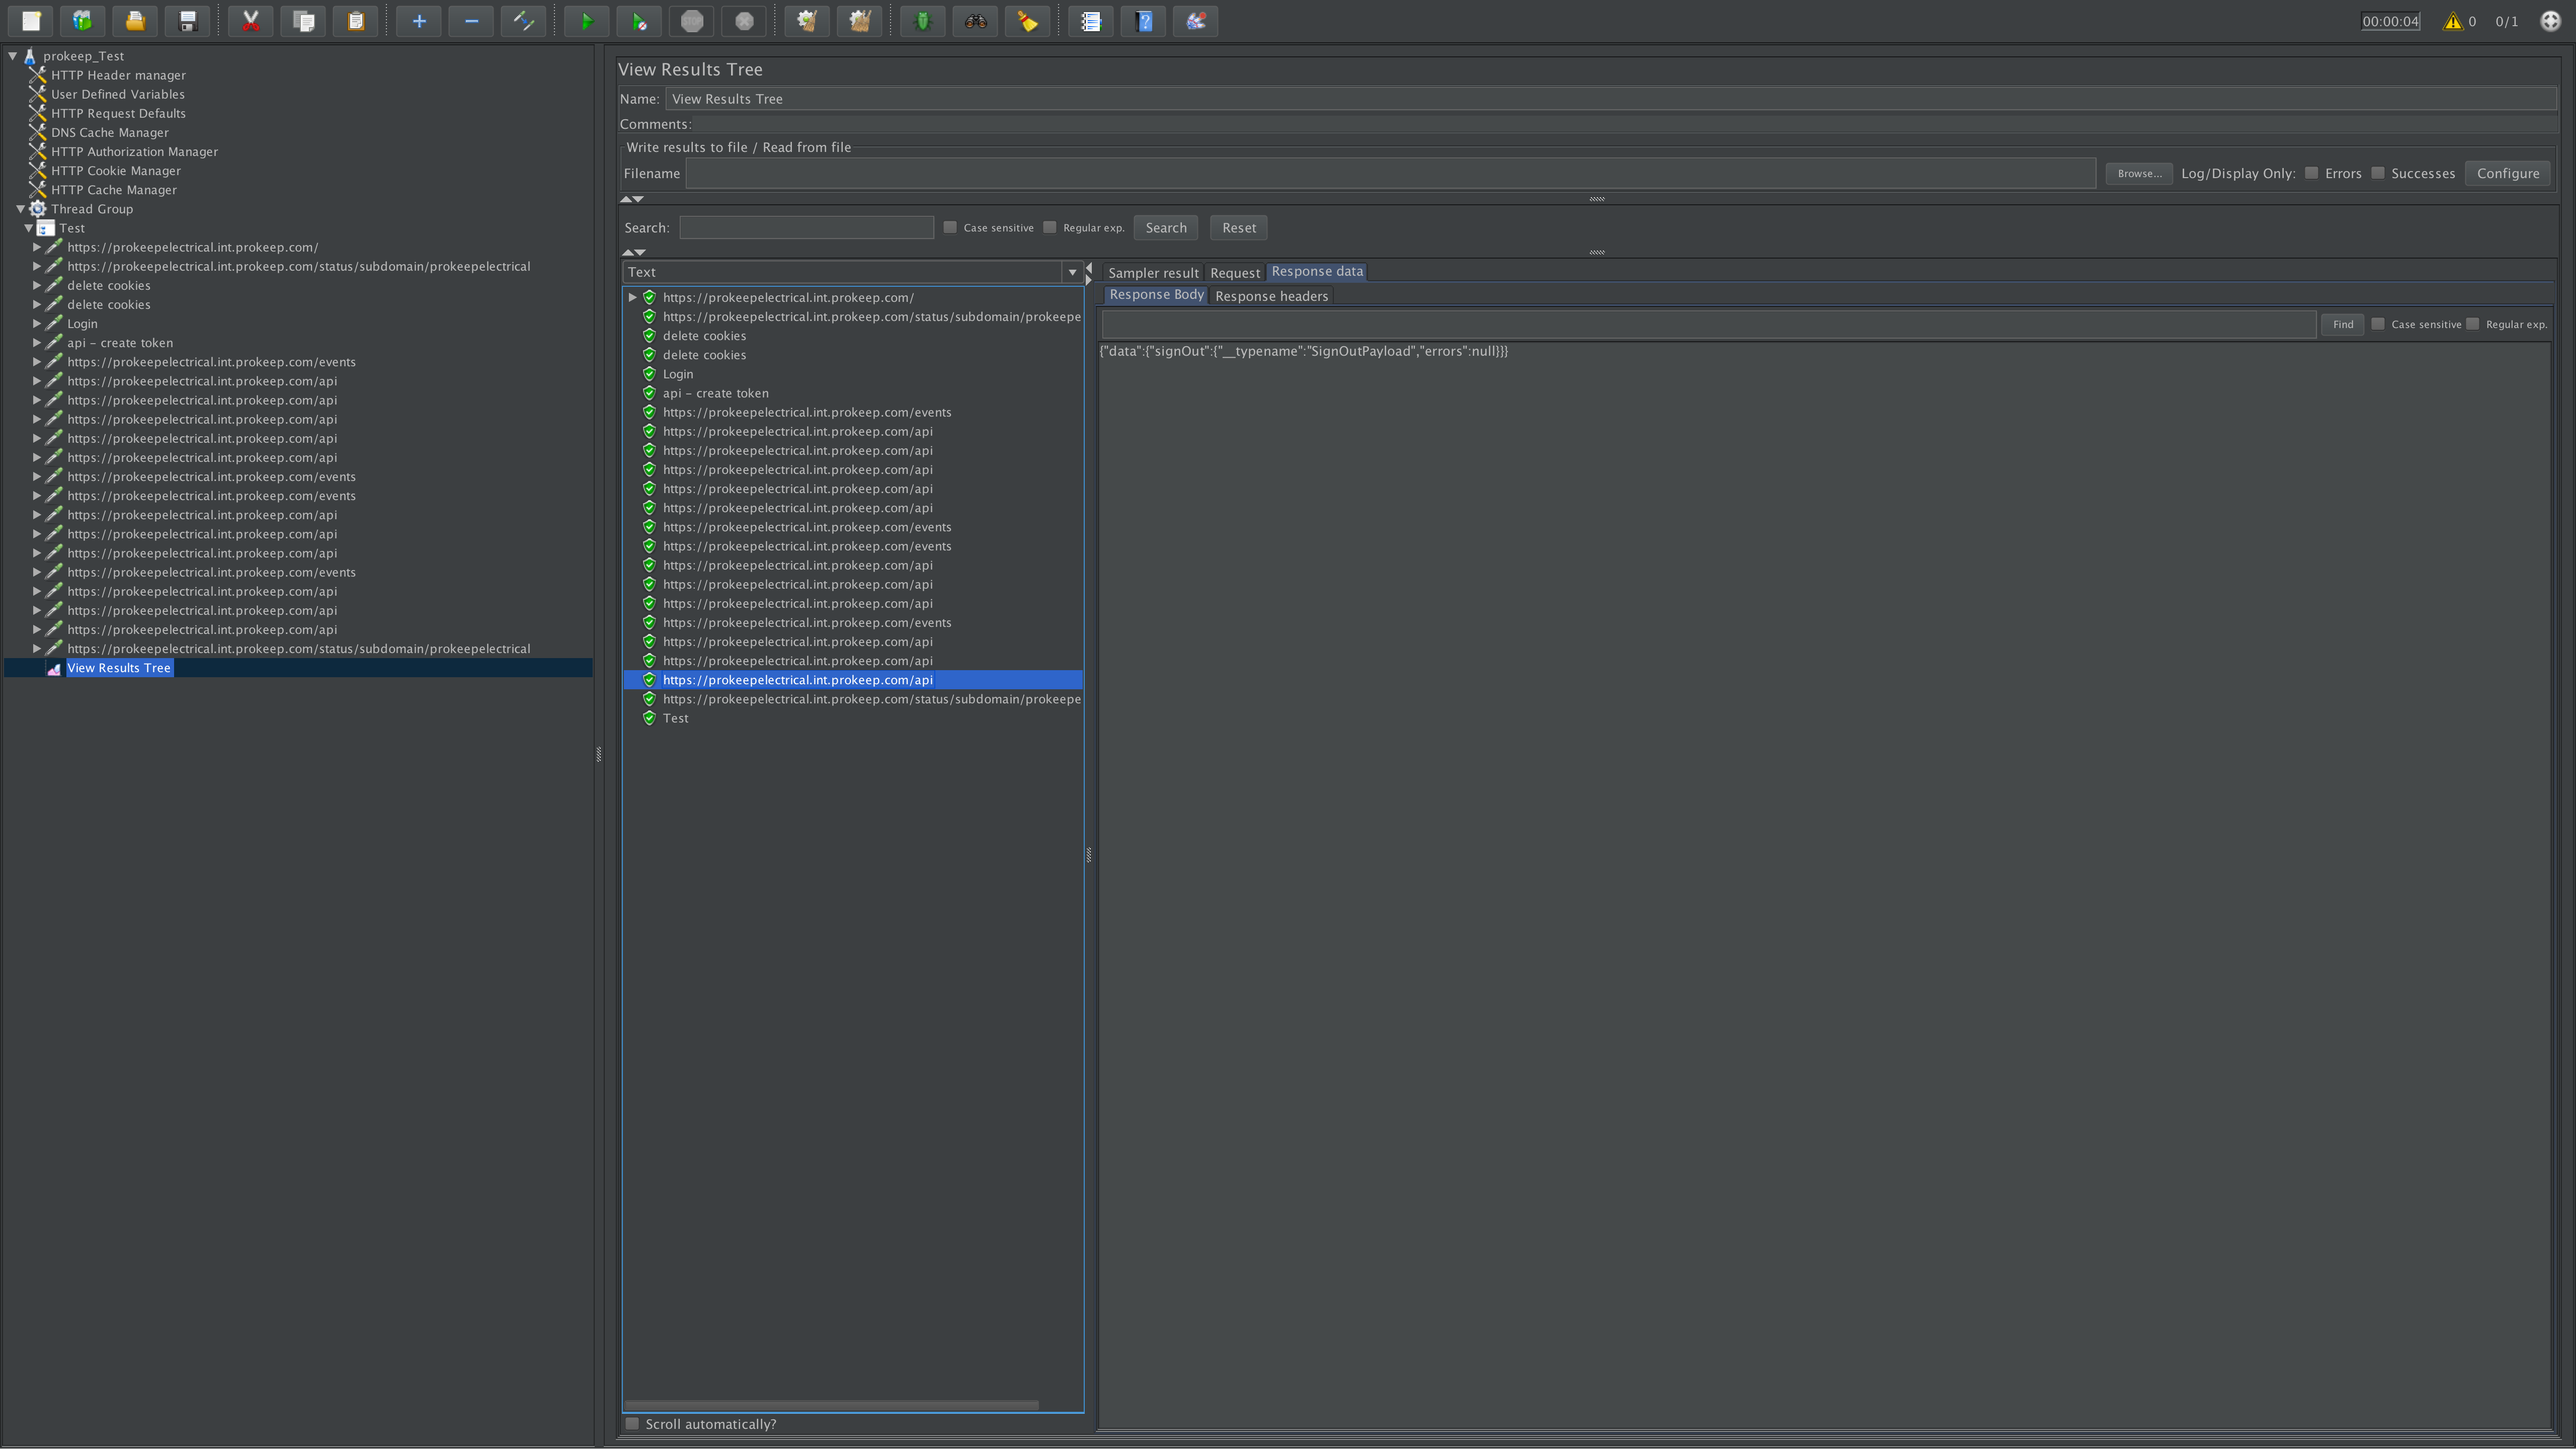 00:00:04 0 0/1
prokeep_Test
HTTP Header manager
User Defined Variables
HTTP Request Defaults
DNS Cache Manager
HTTP Authorization Manager
HTTP Cookie Manager
HTTP Cache Manager
Thread Group
Test
https://prokeepelectrical.int.prokeep.com/
https://prokeepelectrical.int.prokeep.com/status/subdomain/prokeepelectrical
delete cookies
delete cookies
Login
api - create token
https://prokeepelectrical.int.prokeep.com/events
https://prokeepelectrical.int.prokeep.com/api
https://prokeepelectrical.int.prokeep.com/api
https://prokeepelectrical.int.prokeep.com/api
https://prokeepelectrical.int.prokeep.com/api
https://prokeepelectrical.int.prokeep.com/api
https://prokeepelectrical.int.prokeep.com/events
https://prokeepelectrical.int.prokeep.com/events
https://prokeepelectrical.int.prokeep.com/api
https://prokeepelectrical.int.prokeep.com/api
https://prokeepelectrical.int.prokeep.com/api
https://prokeepelectrical.int.prokeep.com/events
https://prokeepelectrical.int.prokeep.com/api
https://prokeepelectrical.int.prokeep.com/api
https://prokeepelectrical.int.prokeep.com/api
https://prokeepelectrical.int.prokeep.com/status/subdomain/prokeepelectrical
View Results Tree
View Results Tree
Name: View Results Tree
Comments:
Write results to file / Read from file
Filename Browse... Log/Display Only: Errors Successes Configure
Search: Case sensitive Regular exp. Search Reset
Text
https://prokeepelectrical.int.prokeep.com/
https://prokeepelectrical.int.prokeep.com/status/subdomain/prokeepe
delete cookies
delete cookies
Login
api - create token
https://prokeepelectrical.int.prokeep.com/events
https://prokeepelectrical.int.prokeep.com/api
https://prokeepelectrical.int.prokeep.com/api
https://prokeepelectrical.int.prokeep.com/api
https://prokeepelectrical.int.prokeep.com/api
https://prokeepelectrical.int.prokeep.com/api
https://prokeepelectrical.int.prokeep.com/events
https://prokeepelectrical.int.prokeep.com/events
https://prokeepelectrical.int.prokeep.com/api
https://prokeepelectrical.int.prokeep.com/api
https://prokeepelectrical.int.prokeep.com/api
https://prokeepelectrical.int.prokeep.com/events
https://prokeepelectrical.int.prokeep.com/api
https://prokeepelectrical.int.prokeep.com/api
https://prokeepelectrical.int.prokeep.com/api
https://prokeepelectrical.int.prokeep.com/status/subdomain/prokeepe
Test
Scroll automatically?
Sampler result Request Response data
Response Body Response headers
Find Case sensitive Regular exp.
{"data":{"signOut":{"__typename":"SignOutPayload","errors":null}}}